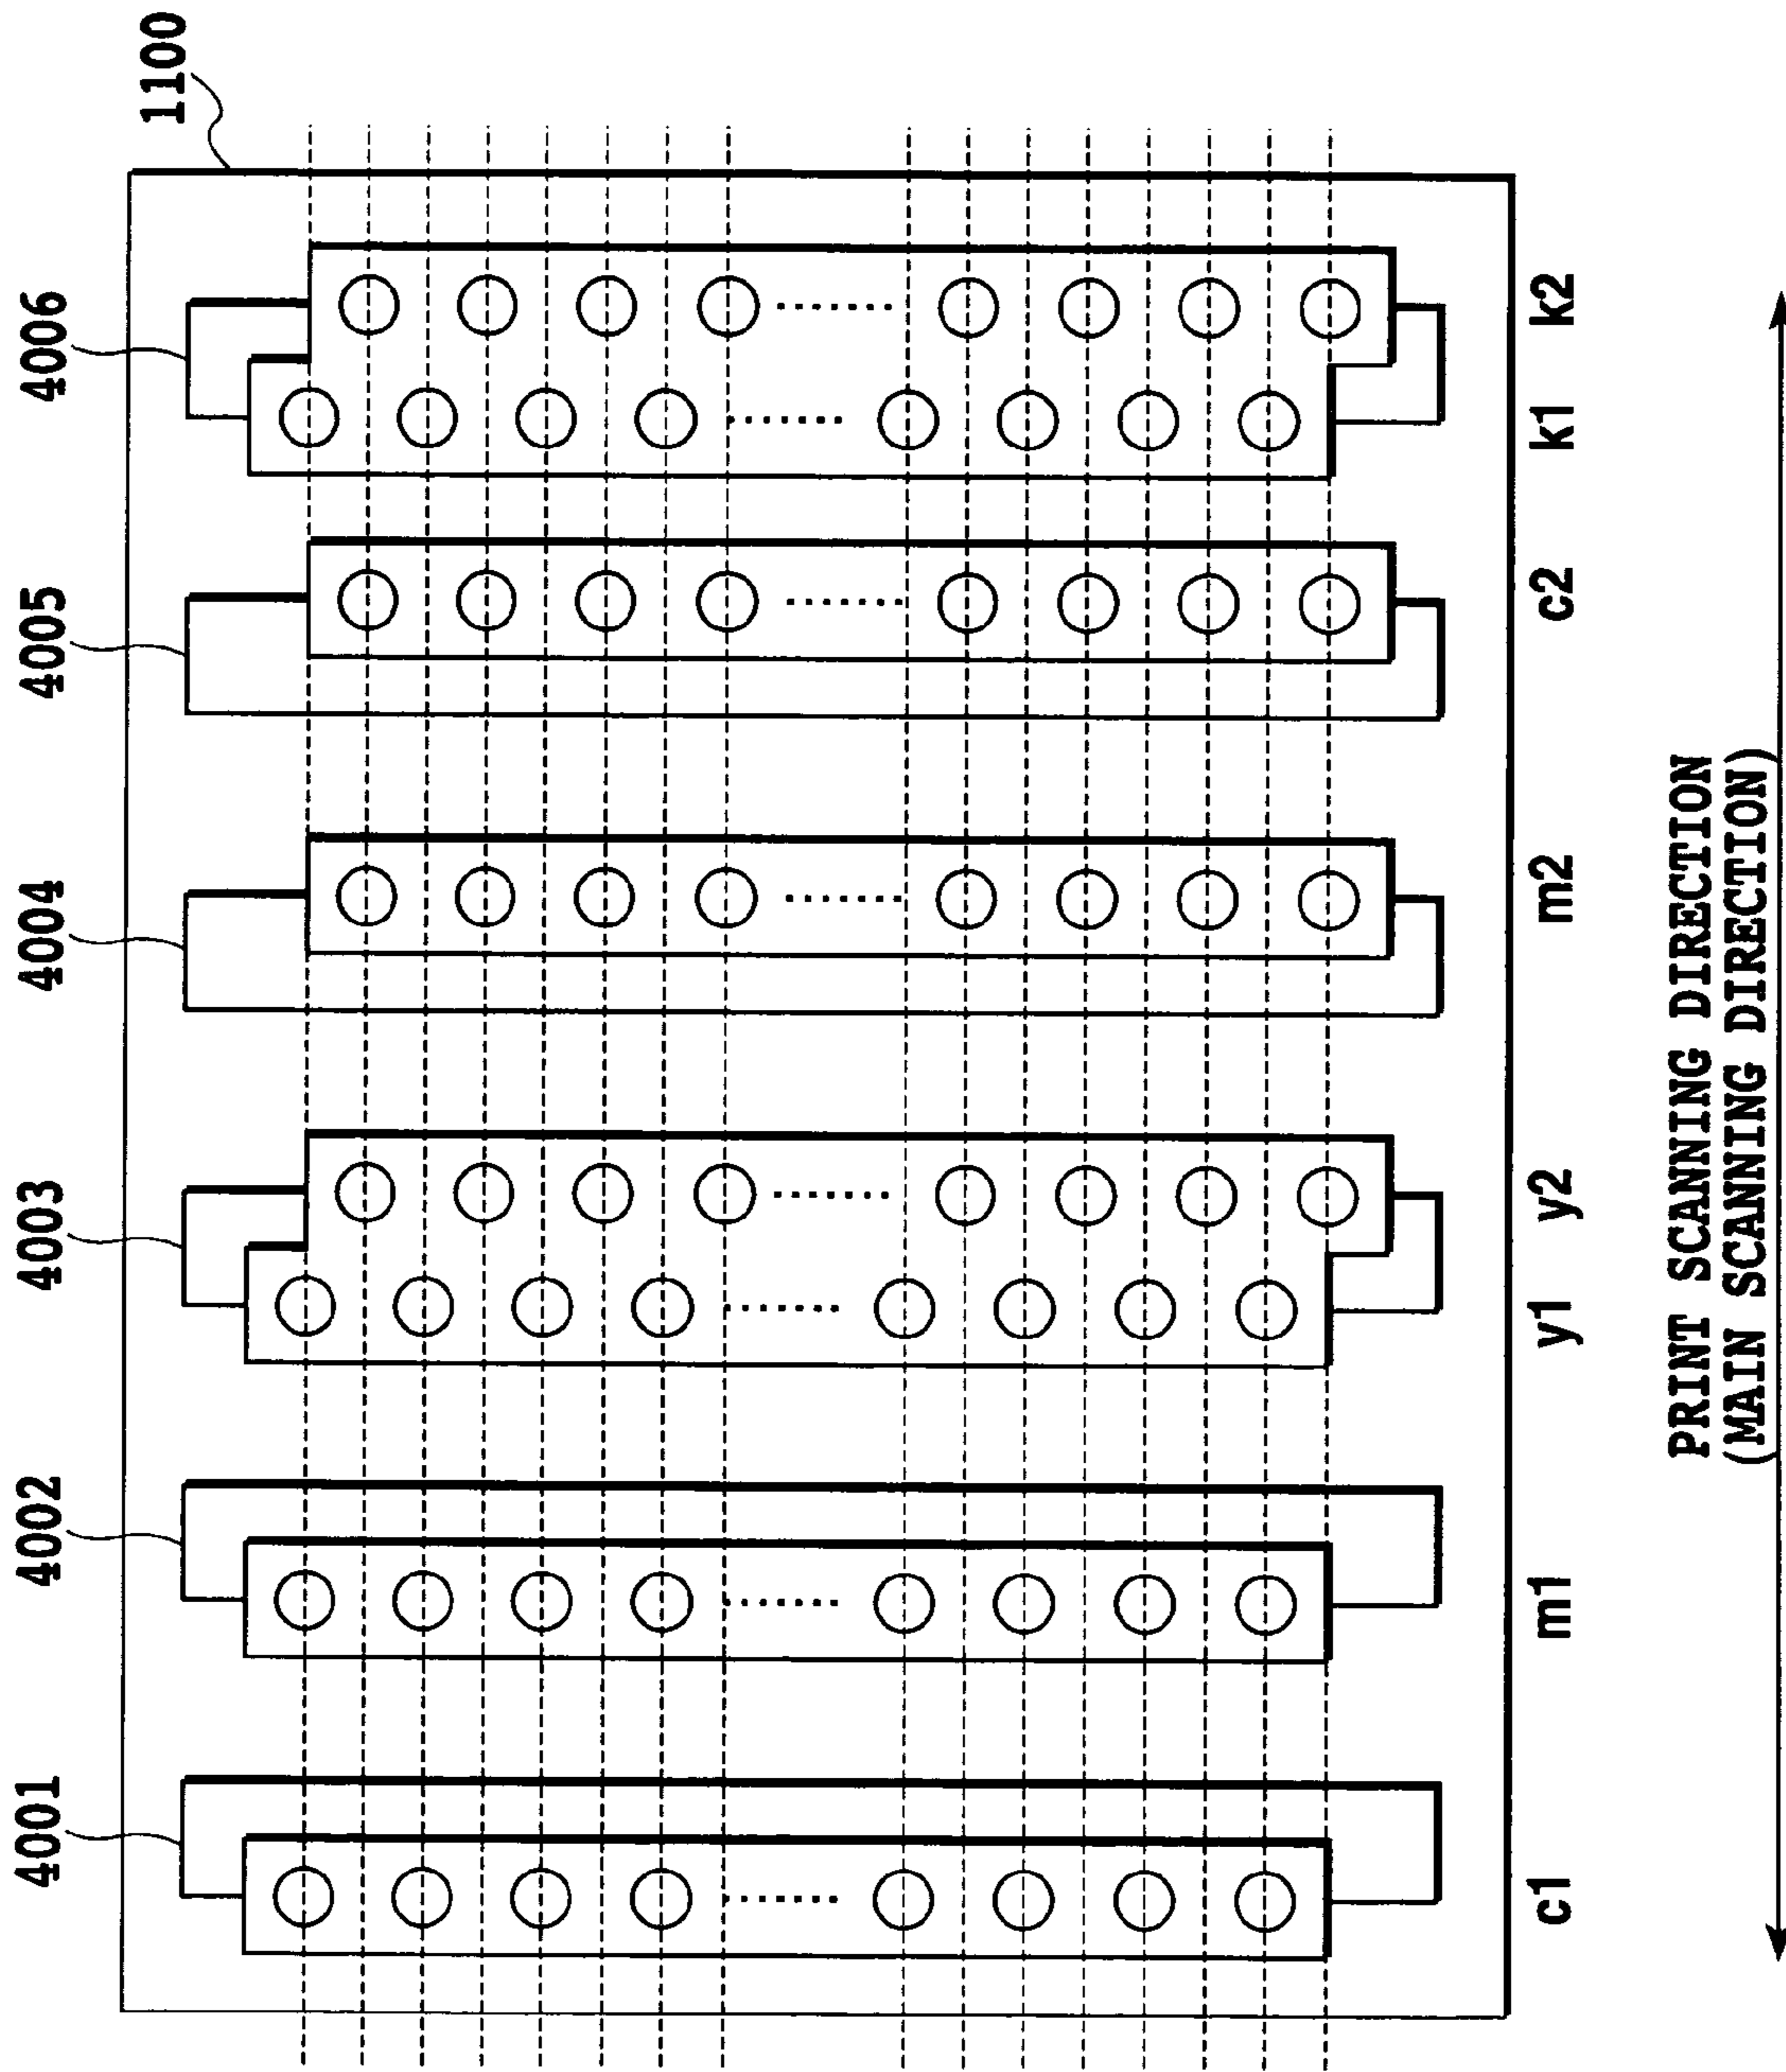 4001 4002 4003 4004 4005 4006
1100
c1 m1 y1 y2 m2 c2 k1 k2
PRINT SCANNING DIRECTION
(MAIN SCANNING DIRECTION)